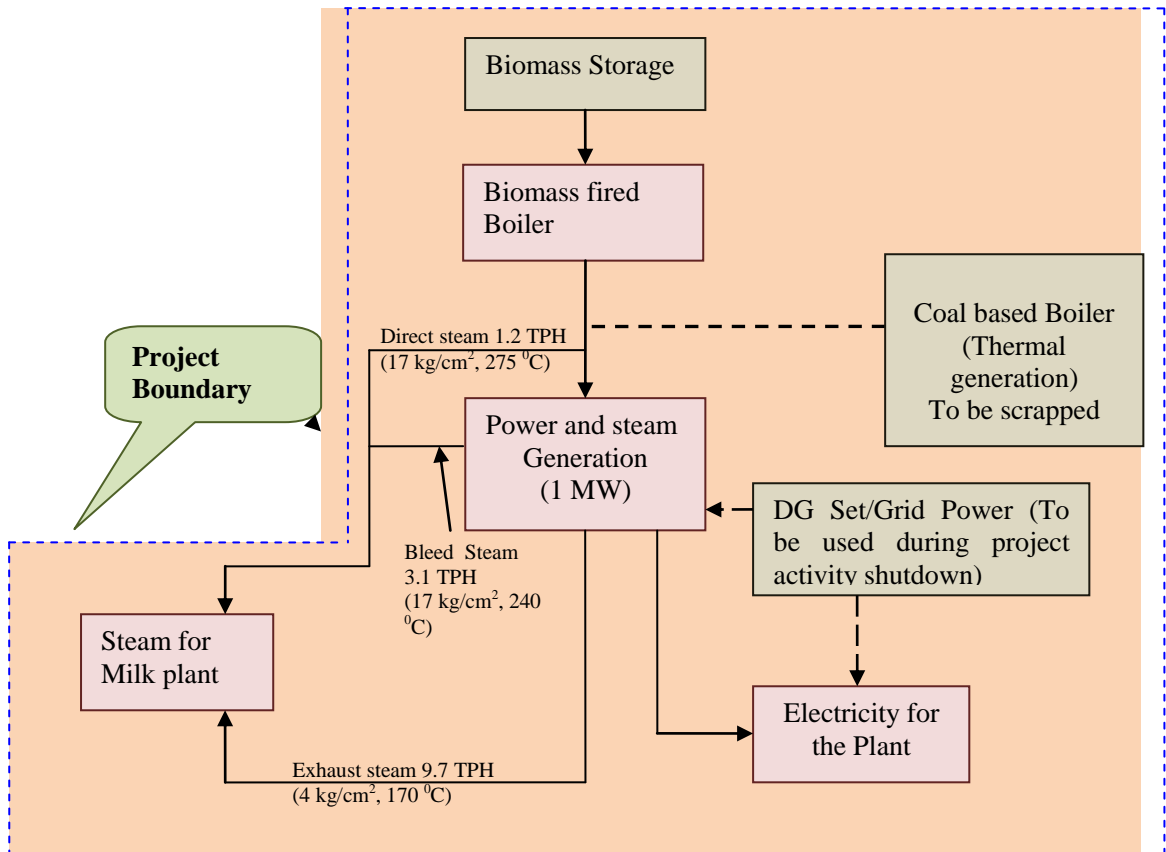 Biomass Storage
Biomass fired
Boiler
Direct steam 1.2 TPH
(17 kg/cm², 275 ⁰C)
Coal based Boiler
(Thermal
generation)
To be scrapped
Project
Boundary
Power and steam
Generation
(1 MW)
DG Set/Grid Power (To
be used during project
activity shutdown)
Bleed Steam
3.1 TPH
(17 kg/cm², 240
⁰C)
Steam for
Milk plant
Electricity for
the Plant
Exhaust steam 9.7 TPH
(4 kg/cm², 170 ⁰C)